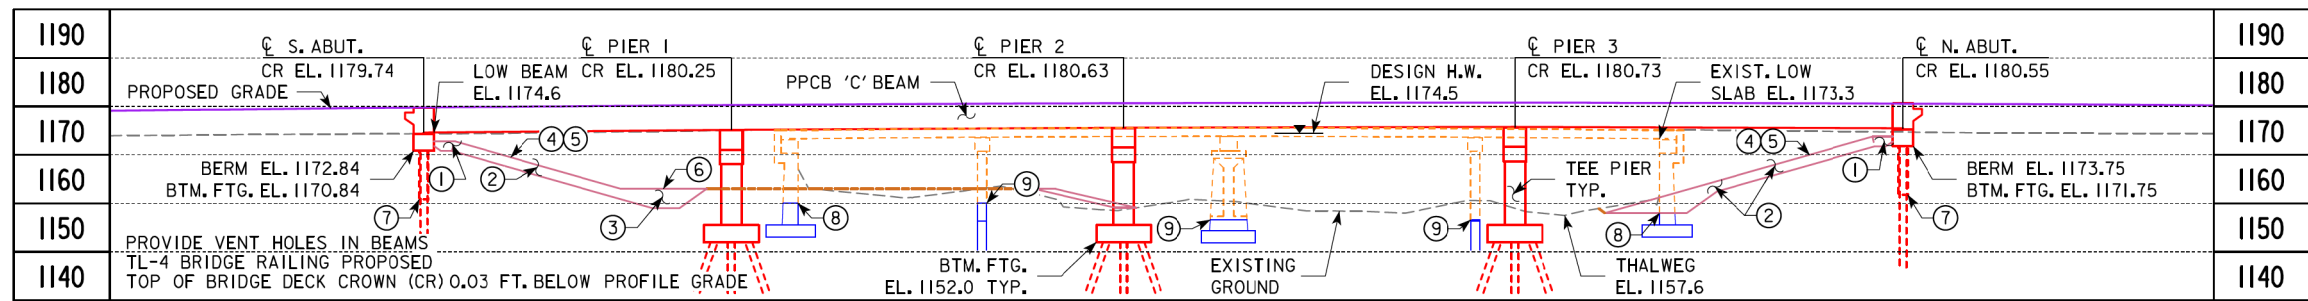 1190
1180
1170
1160
1150
1140
℄ S. ABUT.
CR EL. 1179.74
℄ PIER 1
CR EL. 1180.25
℄ PIER 2
CR EL. 1180.63
℄ PIER 3
CR EL. 1180.73
℄ N. ABUT.
CR EL. 1180.55
PROPOSED GRADE
LOW BEAM
EL. 1174.6
PPCB 'C' BEAM
DESIGN H.W.
EL. 1174.5
EXIST. LOW
SLAB EL. 1173.3
BERM EL. 1172.84
BTM. FTG. EL. 1170.84
1
2
4 5
6
3
7
8
9
9
9
TEE PIER
TYP.
4 5
1
2
8
7
BERM EL. 1173.75
BTM. FTG. EL. 1171.75
PROVIDE VENT HOLES IN BEAMS
TL-4 BRIDGE RAILING PROPOSED
TOP OF BRIDGE DECK CROWN (CR) 0.03 FT. BELOW PROFILE GRADE
BTM. FTG.
EL. 1152.0 TYP.
EXISTING
GROUND
THALWEG
EL. 1157.6
1190
1180
1170
1160
1150
1140